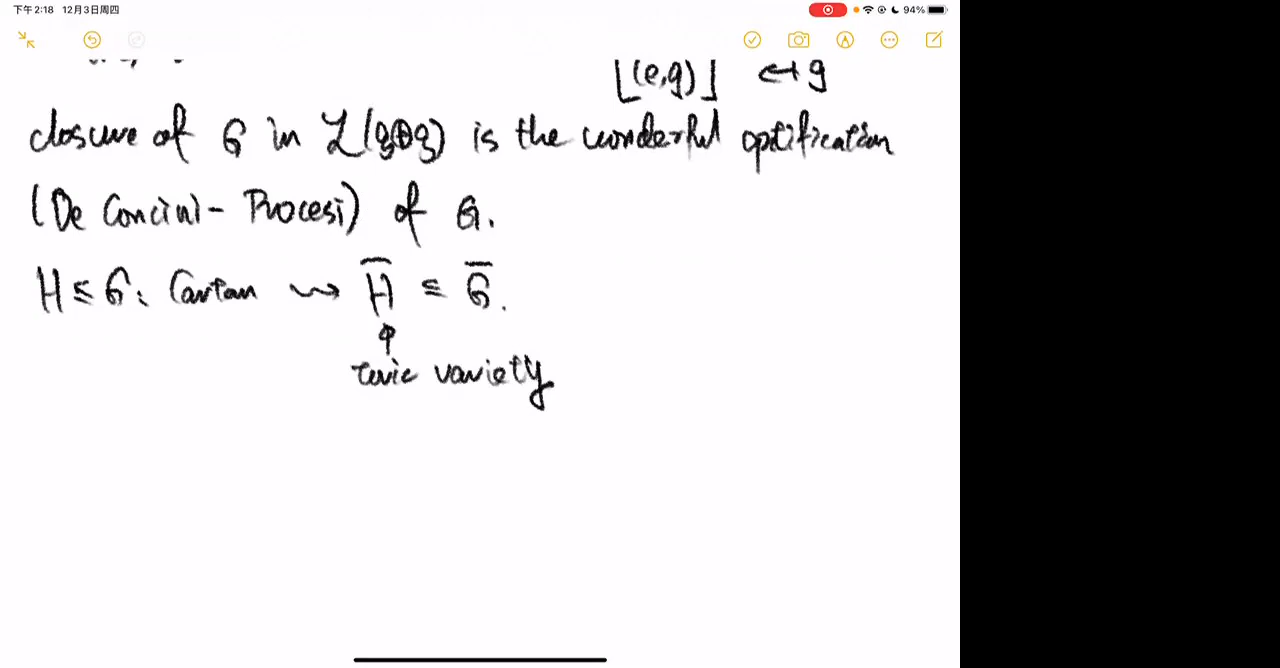 下午2:18 12月3日周四
94%
[(e,g)] ↤ g
closure of G in 𝓛(𝔤⊕𝔤) is the wonderful cptification
(De Concini - Procesi) of G.
H ≤ G: Cartan ⇝ H̅ ⊆ G̅.
↑
toric variety